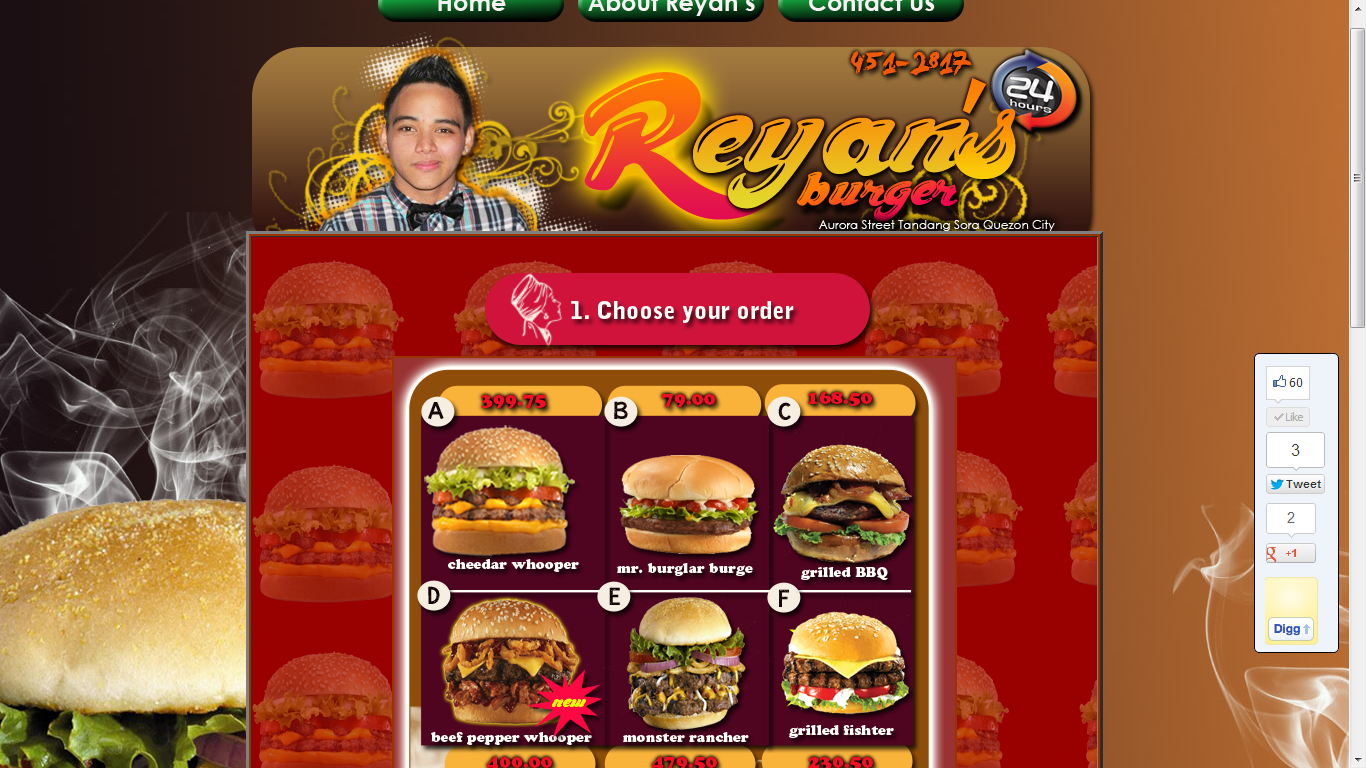 Home
About Reyan's
Contact Us
451-2817
24
hours
Reyan's
burger
Aurora Street Tandang Sora Quezon City
1. Choose your order
A
399.75
B
79.00
C
168.50
cheedar whooper
mr. burglar burge
grilled BBQ
D
E
F
new
beef pepper whooper
monster rancher
grilled fishter
400.00
479.50
230.50
60
Like
3
Tweet
2
g +1
Digg